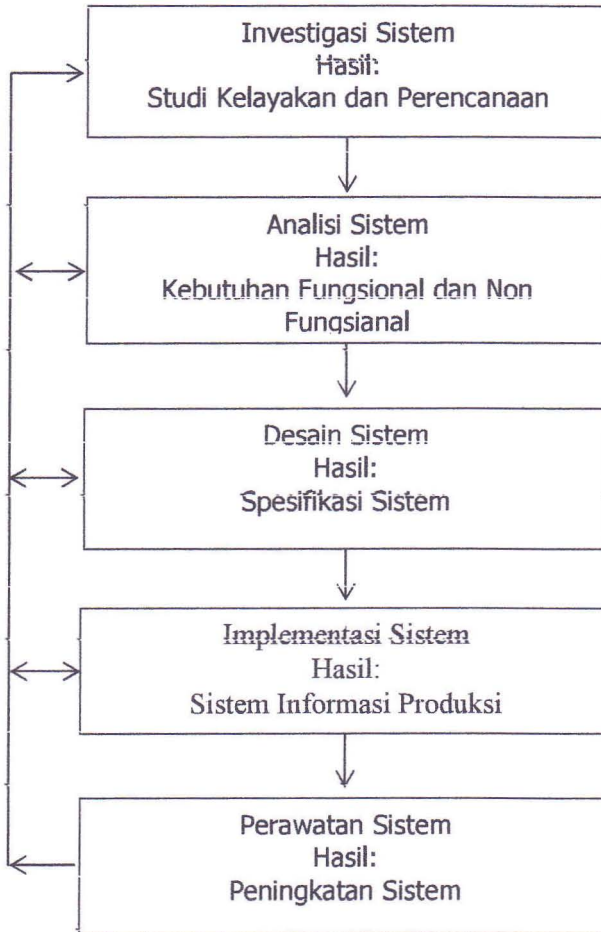 Investigasi Sistem
Hasil:
Studi Kelayakan dan Perencanaan
Analisi Sistem
Hasil:
Kebutuhan Fungsional dan Non
Fungsianal
Desain Sistem
Hasil:
Spesifikasi Sistem
Implementasi Sistem
Hasil:
Sistem Informasi Produksi
Perawatan Sistem
Hasil:
Peningkatan Sistem